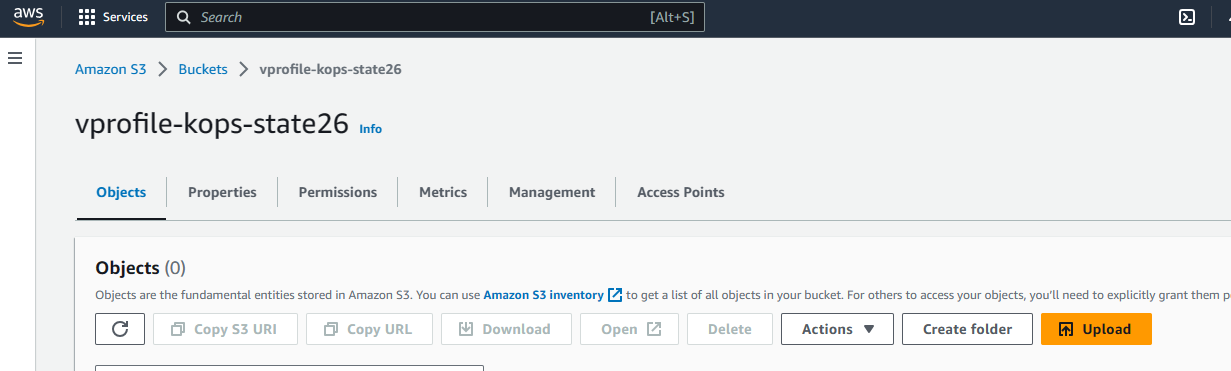 aws Services Search [Alt+S]
Amazon S3 Buckets vprofile-kops-state26
vprofile-kops-state26 Info
Objects Properties Permissions Metrics Management Access Points
Objects (0)
Objects are the fundamental entities stored in Amazon S3. You can use Amazon S3 inventory to get a list of all objects in your bucket. For others to access your objects, you'll need to explicitly grant them
Copy S3 URI Copy URL Download Open Delete Actions Create folder Upload